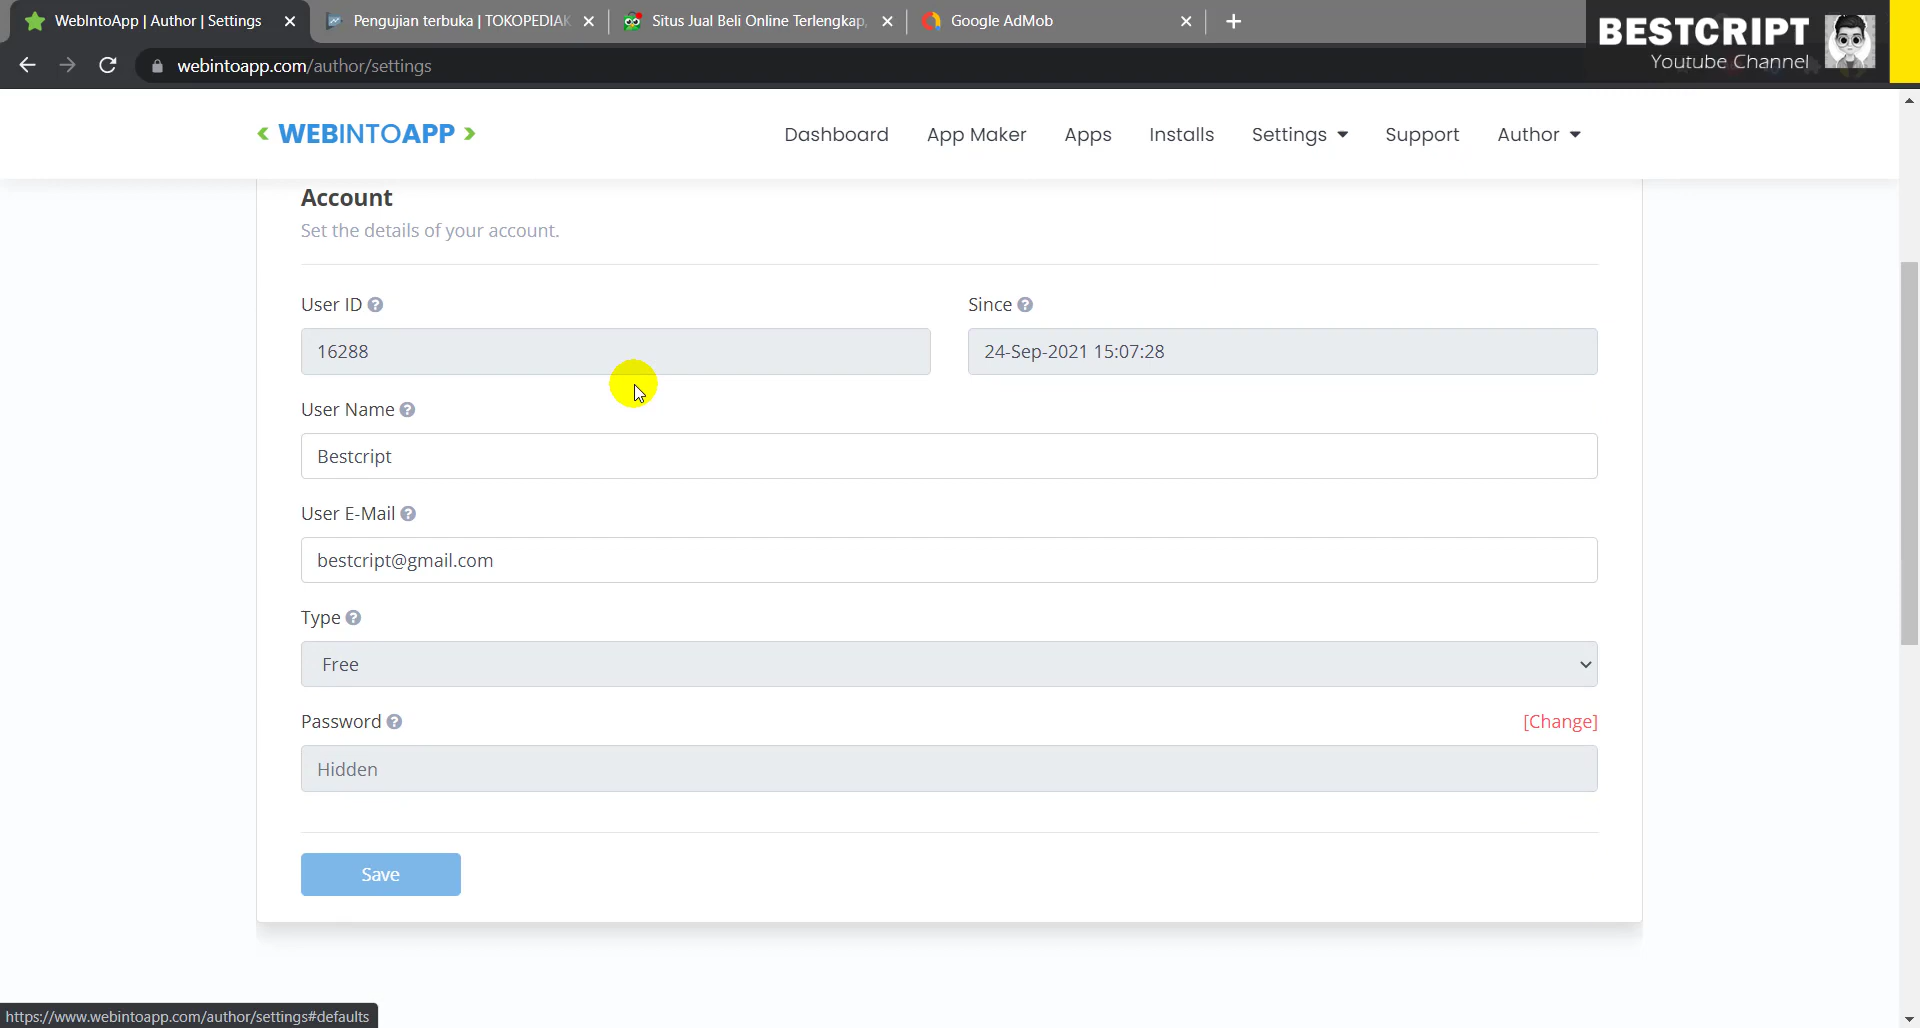 WebIntoApp | Author | Settings
Pengujian terbuka | TOKOPEDIAK
Situs Jual Beli Online Terlengkap,
Google AdMob
BESTCRIPT
Youtube Channel
webintoapp.com/author/settings
< WEBINTOAPP >
Dashboard
App Maker
Apps
Installs
Settings
Support
Author
Account
Set the details of your account.
User ID
Since
16288
24-Sep-2021 15:07:28
User Name
Bestcript
User E-Mail
bestcript@gmail.com
Type
Free
Password
[Change]
Hidden
Save
https://www.webintoapp.com/author/settings#defaults